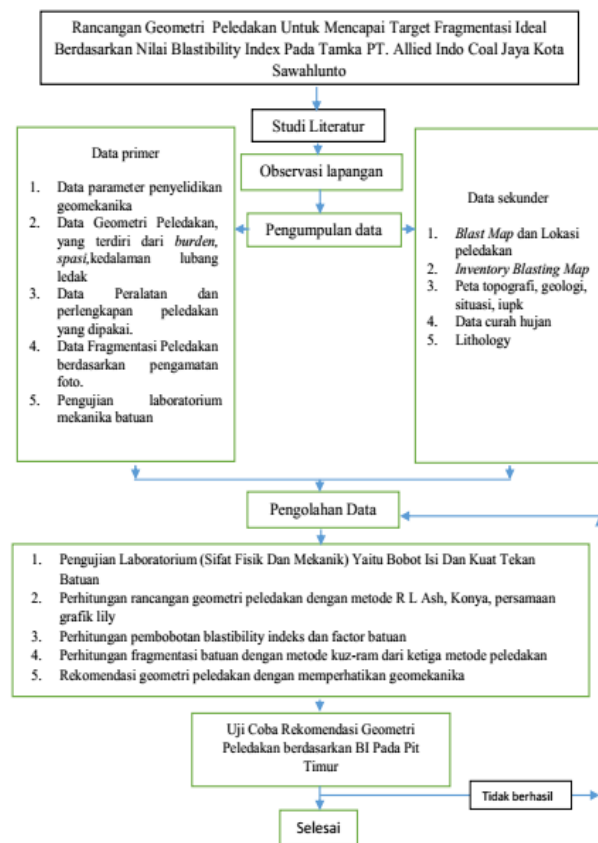 Rancangan Geometri Peledakan Untuk Mencapai Target Fragmentasi Ideal
Berdasarkan Nilai Blastibility Index Pada Tamka PT. Allied Indo Coal Jaya Kota
Sawahlunto
Studi Literatur
Observasi lapangan
Pengumpulan data
Data primer
1. Data parameter penyelidikan
geomekanika
2. Data Geometri Peledakan,
yang terdiri dari burden,
spasi,kedalaman lubang
ledak
3. Data Peralatan dan
perlengkapan peledakan
yang dipakai.
4. Data Fragmentasi Peledakan
berdasarkan pengamatan
foto.
5. Pengujian laboratorium
mekanika batuan
Data sekunder
1. Blast Map dan Lokasi
peledakan
2. Inventory Blasting Map
3. Peta topografi, geologi,
situasi, iupk
4. Data curah hujan
5. Lithology
Pengolahan Data
1. Pengujian Laboratorium (Sifat Fisik Dan Mekanik) Yaitu Bobot Isi Dan Kuat Tekan
Batuan
2. Perhitungan rancangan geometri peledakan dengan metode R L Ash, Konya, persamaan
grafik lily
3. Perhitungan pembobotan blastibility indeks dan factor batuan
4. Perhitungan fragmentasi batuan dengan metode kuz-ram dari ketiga metode peledakan
5. Rekomendasi geometri peledakan dengan memperhatikan geomekanika
Uji Coba Rekomendasi Geometri
Peledakan berdasarkan BI Pada Pit
Timur
Tidak berhasil
Selesai